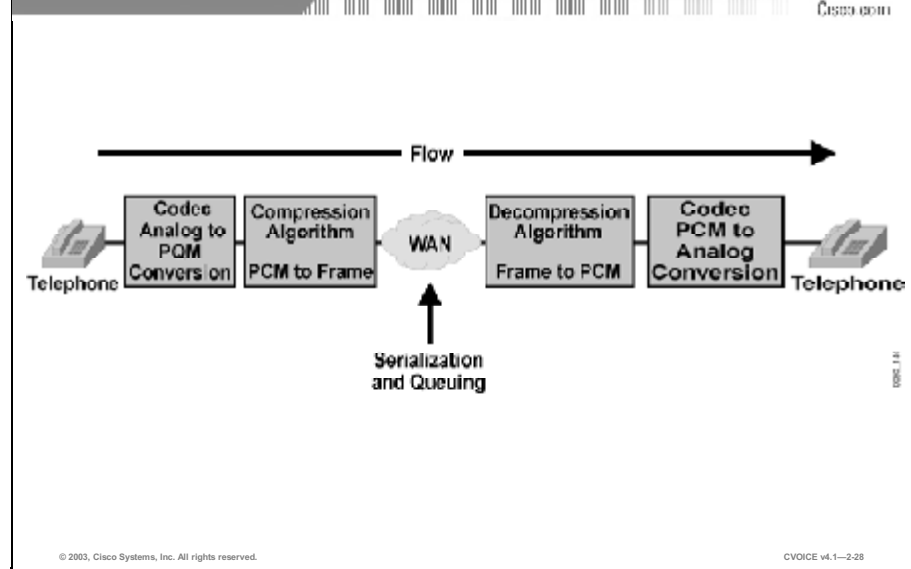 Cisco.com
Flow
Codec
Analog to
PCM
Conversion
Compression
Algorithm
PCM to Frame
WAN
Decompression
Algorithm
Frame to PCM
Codec
PCM to
Analog
Conversion
Telephone
Telephone
Serialization
and Queuing
© 2003, Cisco Systems, Inc. All rights reserved.
CVOICE v4.1—2-28